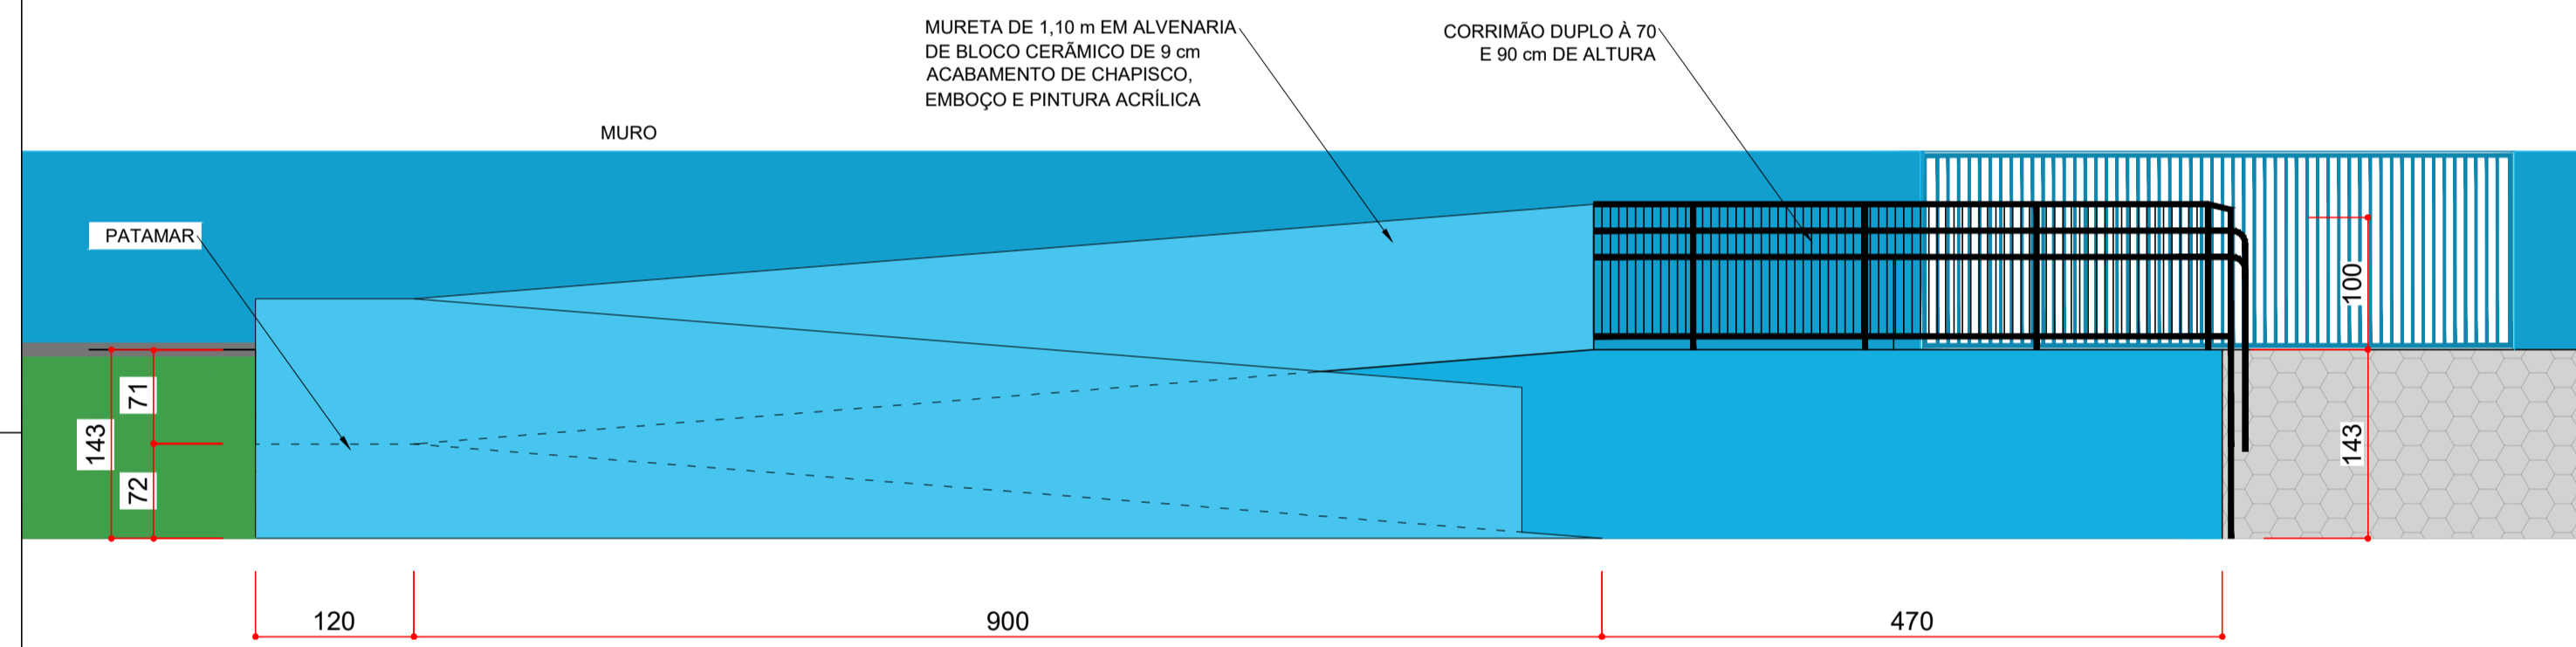 MURETA DE 1,10 m EM ALVENARIA
DE BLOCO CERÃMICO DE 9 cm
ACABAMENTO DE CHAPISCO,
EMBOÇO E PINTURA ACRÍLICA
CORRIMÃO DUPLO À 70
E 90 cm DE ALTURA
MURO
PATAMAR
143
71
72
100
143
120
900
470